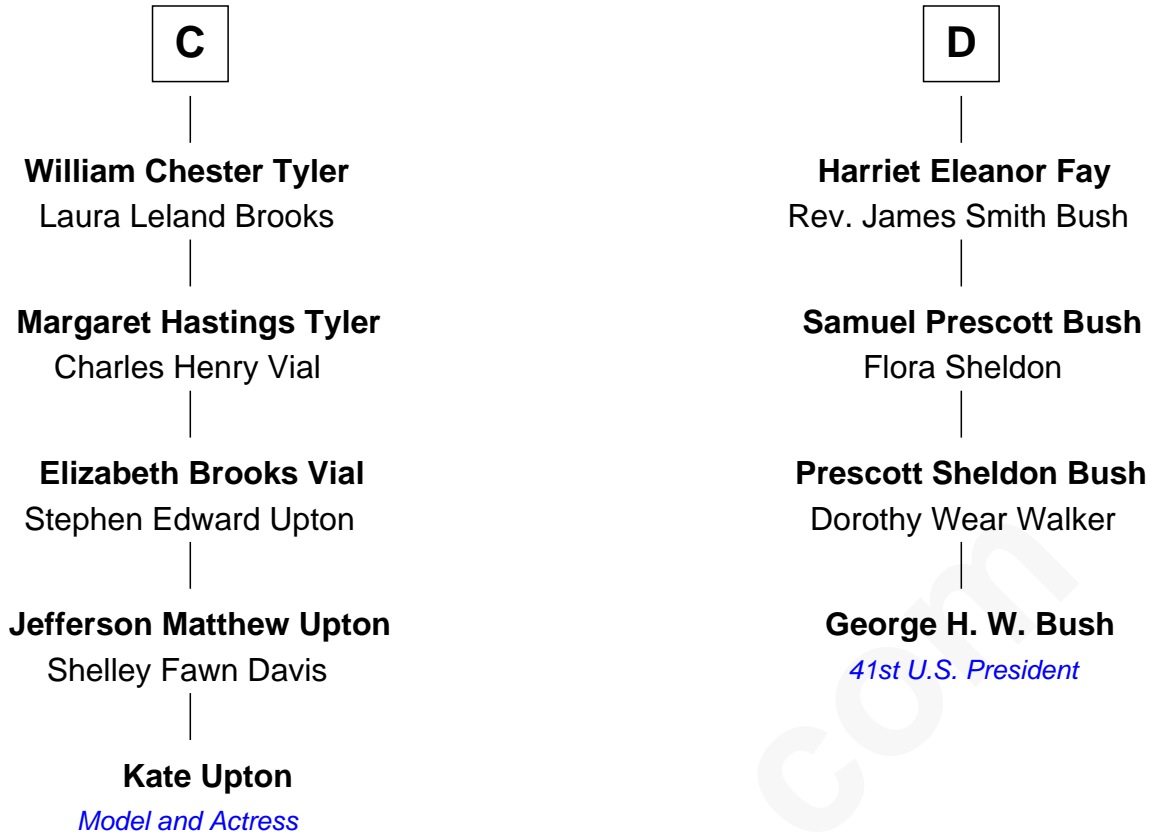 C
William Chester Tyler
Laura Leland Brooks
Margaret Hastings Tyler
Charles Henry Vial
Elizabeth Brooks Vial
Stephen Edward Upton
Jefferson Matthew Upton
Shelley Fawn Davis
Kate Upton
Model and Actress
D
Harriet Eleanor Fay
Rev. James Smith Bush
Samuel Prescott Bush
Flora Sheldon
Prescott Sheldon Bush
Dorothy Wear Walker
George H. W. Bush
41st U.S. President
com